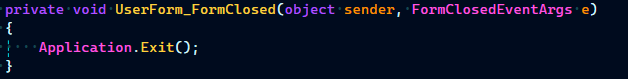 private void UserForm_FormClosed(object sender, FormClosedEventArgs e)
{
    Application.Exit();
}